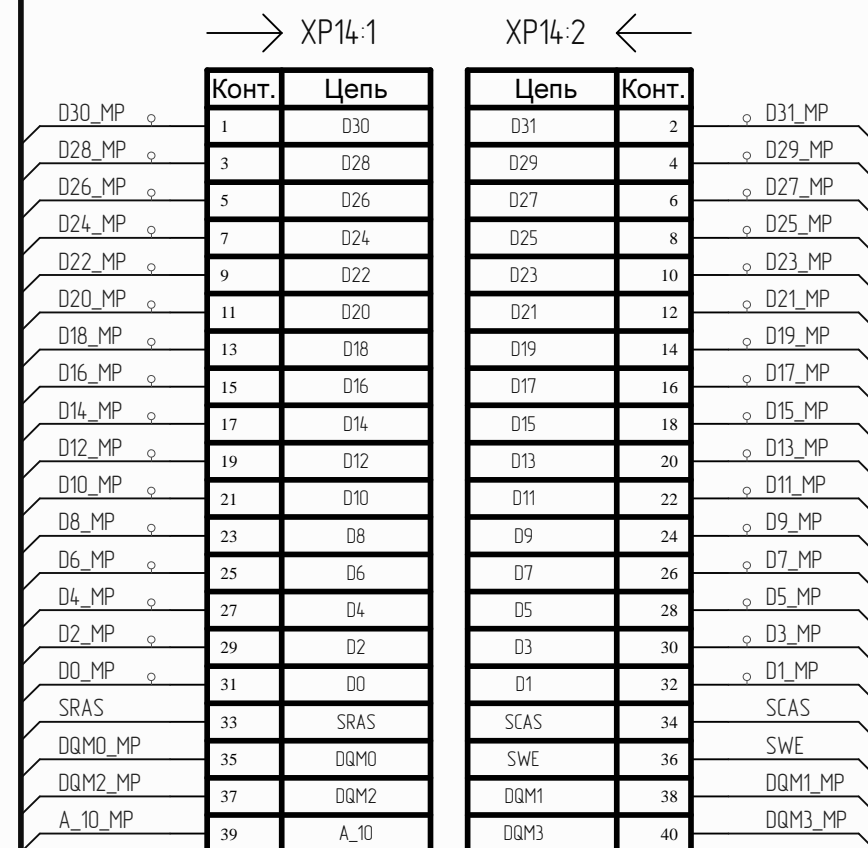 XP14:1 XP14:2
Конт. Цепь Цепь Конт.
D30_MP 1 D30 D31 2 D31_MP
D28_MP 3 D28 D29 4 D29_MP
D26_MP 5 D26 D27 6 D27_MP
D24_MP 7 D24 D25 8 D25_MP
D22_MP 9 D22 D23 10 D23_MP
D20_MP 11 D20 D21 12 D21_MP
D18_MP 13 D18 D19 14 D19_MP
D16_MP 15 D16 D17 16 D17_MP
D14_MP 17 D14 D15 18 D15_MP
D12_MP 19 D12 D13 20 D13_MP
D10_MP 21 D10 D11 22 D11_MP
D8_MP 23 D8 D9 24 D9_MP
D6_MP 25 D6 D7 26 D7_MP
D4_MP 27 D4 D5 28 D5_MP
D2_MP 29 D2 D3 30 D3_MP
D0_MP 31 D0 D1 32 D1_MP
SRAS 33 SRAS SCAS 34 SCAS
DQM0_MP 35 DQM0 SWE 36 SWE
DQM2_MP 37 DQM2 DQM1 38 DQM1_MP
A_10_MP 39 A_10 DQM3 40 DQM3_MP